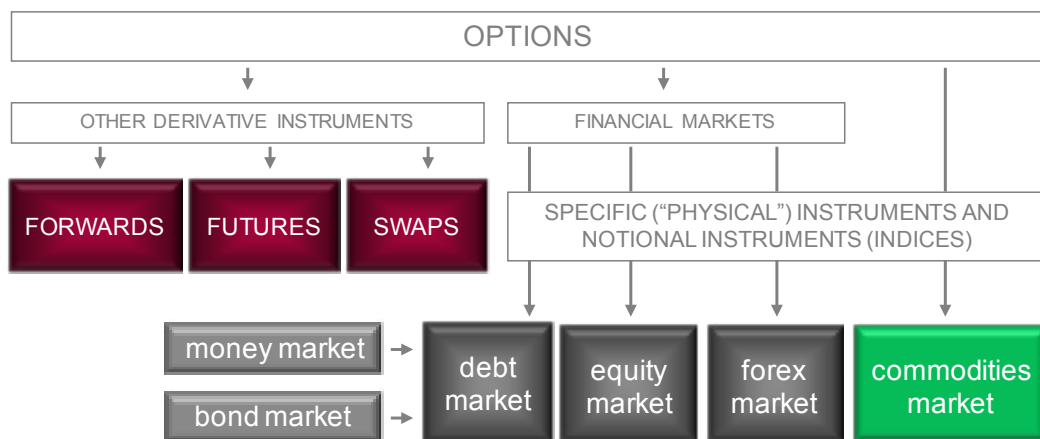 OPTIONS
OTHER DERIVATIVE INSTRUMENTS
FINANCIAL MARKETS
FORWARDS
FUTURES
SWAPS
SPECIFIC (“PHYSICAL”) INSTRUMENTS AND
NOTIONAL INSTRUMENTS (INDICES)
money market
bond market
debt
market
equity
market
forex
market
commodities
market